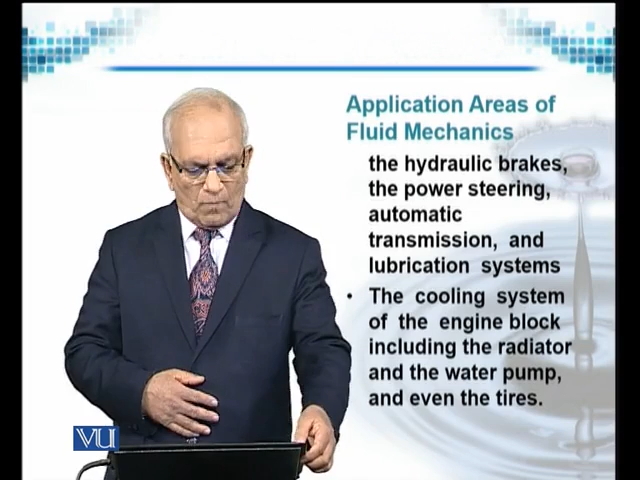 Application Areas of
Fluid Mechanics
the hydraulic brakes,
the power steering,
automatic
transmission, and
lubrication systems
• The cooling system
of the engine block
including the radiator
and the water pump,
and even the tires.
VU